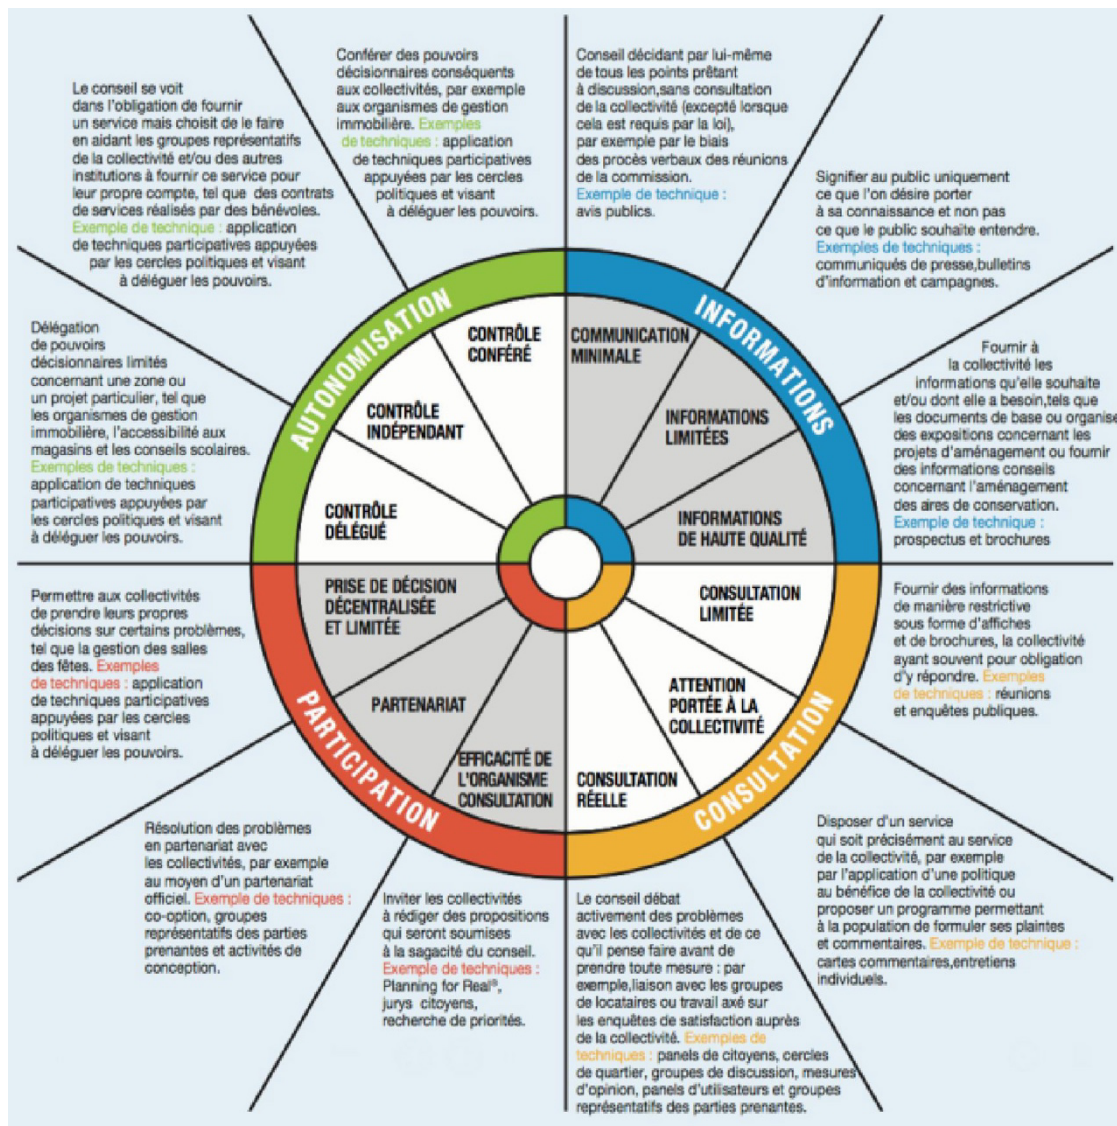 Conseil décidant par lui-même
de tous les points prêtant
à discussion,sans consultation
de la collectivité (excepté lorsque
cela est requis par la loi),
par exemple par le biais
des procès verbaux des réunions
de la commission.
Exemple de technique :
avis publics.
Signifier au public uniquement
ce que l'on désire porter
à sa connaissance et non pas
ce que le public souhaite entendre.
Exemples de techniques :
communiqués de presse,bulletins
d'information et campagnes.
Fournir à
la collectivité les
informations qu'elle souhaite
et/ou dont elle a besoin,tels que
les documents de base ou organise
des expositions concernant les
projets d'aménagement ou fournir
des informations conseils
concernant l'aménagement
des aires de conservation.
Exemple de technique :
prospectus et brochures
Fournir des informations
de manière restrictive
sous forme d'affiches
et de brochures, la collectivité
ayant souvent pour obligation
d'y répondre. Exemples
de techniques : réunions
et enquêtes publiques.
Disposer d'un service
qui soit précisément au service
de la collectivité, par exemple
par l'application d'une politique
au bénéfice de la collectivité ou
proposer un programme permettant
à la population de formuler ses plaintes
et commentaires. Exemple de technique :
cartes commentaires,entretiens
individuels.
Le conseil débat
activement des problèmes
avec les collectivités et de ce
qu'il pense faire avant de
prendre toute mesure : par
exemple,liaison avec les groupes
de locataires ou travail axé sur
les enquêtes de satisfaction auprès
de la collectivité. Exemples de
techniques : panels de citoyens, cercles
de quartier, groupes de discussion, mesures
d'opinion, panels d'utilisateurs et groupes
représentatifs des parties prenantes.
Inviter les collectivités
à rédiger des propositions
qui seront soumises
à la sagacité du conseil.
Exemple de techniques :
Planning for Real®,
jurys citoyens,
recherche de priorités.
Résolution des problèmes
en partenariat avec
les collectivités, par exemple
au moyen d'un partenariat
officiel. Exemple de techniques :
co-option, groupes
représentatifs des parties
prenantes et activités de
conception.
Permettre aux collectivités
de prendre leurs propres
décisions sur certains problèmes,
tel que la gestion des salles
des fêtes. Exemples
de techniques : application
de techniques participatives
appuyées par les cercles
politiques et visant
à déléguer les pouvoirs.
Délégation
de pouvoirs
décisionnaires limités
concernant une zone ou
un projet particulier, tel que
les organismes de gestion
immobilière, l'accessibilité aux
magasins et les conseils scolaires.
Exemples de techniques :
application de techniques
participatives appuyées par
les cercles politiques et visant
à déléguer les pouvoirs.
Le conseil se voit
dans l'obligation de fournir
un service mais choisit de le faire
en aidant les groupes représentatifs
de la collectivité et/ou des autres
institutions à fournir ce service pour
leur propre compte, tel que des contrats
de services réalisés par des bénévoles.
Exemple de technique : application
de techniques participatives appuyées
par les cercles politiques et visant
à déléguer les pouvoirs.
Conférer des pouvoirs
décisionnaires conséquents
aux collectivités, par exemple
aux organismes de gestion
immobilière. Exemples
de techniques : application
de techniques participatives
appuyées par les cercles
politiques et visant
à déléguer les pouvoirs.
INFORMATIONS
COMMUNICATION
MINIMALE
INFORMATIONS
LIMITÉES
INFORMATIONS
DE HAUTE QUALITÉ
CONSULTATION
CONSULTATION
LIMITÉE
ATTENTION
PORTÉE À LA
COLLECTIVITÉ
CONSULTATION
RÉELLE
PARTICIPATION
EFFICACITÉ DE
L'ORGANISME
CONSULTATION
PARTENARIAT
PRISE DE DÉCISION
DÉCENTRALISÉE
ET LIMITÉE
AUTONOMISATION
CONTRÔLE
DÉLÉGUÉ
CONTRÔLE
INDÉPENDANT
CONTRÔLE
CONFÉRÉ